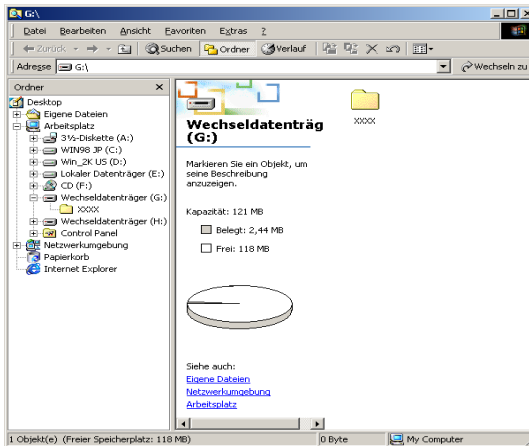 G:\
Datei Bearbeiten Ansicht Favoriten Extras ?
Zurück Suchen Ordner Verlauf
Adresse G:\ Wechseln zu
Ordner
Desktop
Eigene Dateien
Arbeitsplatz
3½-Diskette (A:)
WIN98 JP (C:)
Win_2K US (D:)
Lokaler Datenträger (E:)
CD (F:)
Wechseldatenträger (G:)
XXXX
Wechseldatenträger (H:)
Control Panel
Netzwerkumgebung
Papierkorb
Internet Explorer
Wechseldatenträg
(G:)
Markieren Sie ein Objekt, um
seine Beschreibung
anzuzeigen.
Kapazität: 121 MB
Belegt: 2,44 MB
Frei: 118 MB
Siehe auch:
Eigene Dateien
Netzwerkumgebung
Arbeitsplatz
XXXX
1 Objekt(e) (Freier Speicherplatz: 118 MB) 0 Byte My Computer